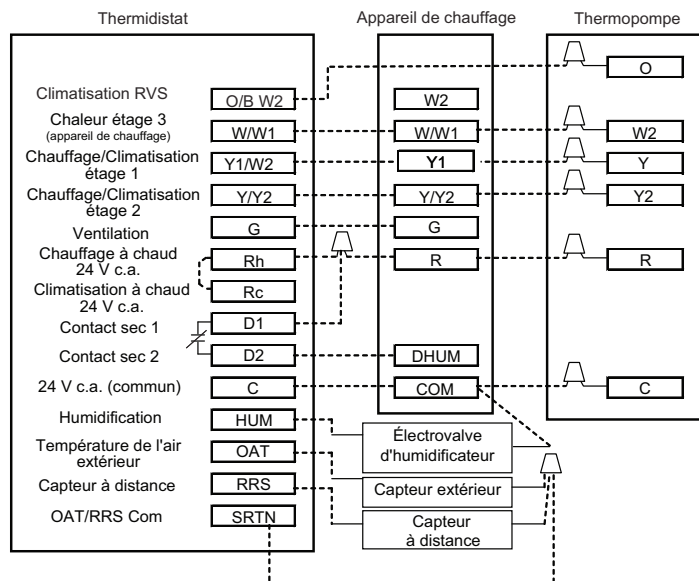 Thermidistat
Appareil de chauffage
Thermopompe
O
Climatisation RVS
O/B W2
W2
Chaleur étage 3
(appareil de chauffage)
W/W1
W/W1
W2
Chauffage/Climatisation
étage 1
Y1/W2
Y1
Y
Chauffage/Climatisation
étage 2
Y/Y2
Y/Y2
Y2
Ventilation
G
G
Chauffage à chaud
24 V c.a.
Rh
R
R
Climatisation à chaud
24 V c.a.
Rc
Contact sec 1
D1
Contact sec 2
D2
DHUM
24 V c.a. (commun)
C
COM
C
Humidification
HUM
Électrovalve
d'humidificateur
Température de l'air
extérieur
OAT
Capteur à distance
RRS
Capteur extérieur
OAT/RRS Com
SRTN
Capteur
à distance